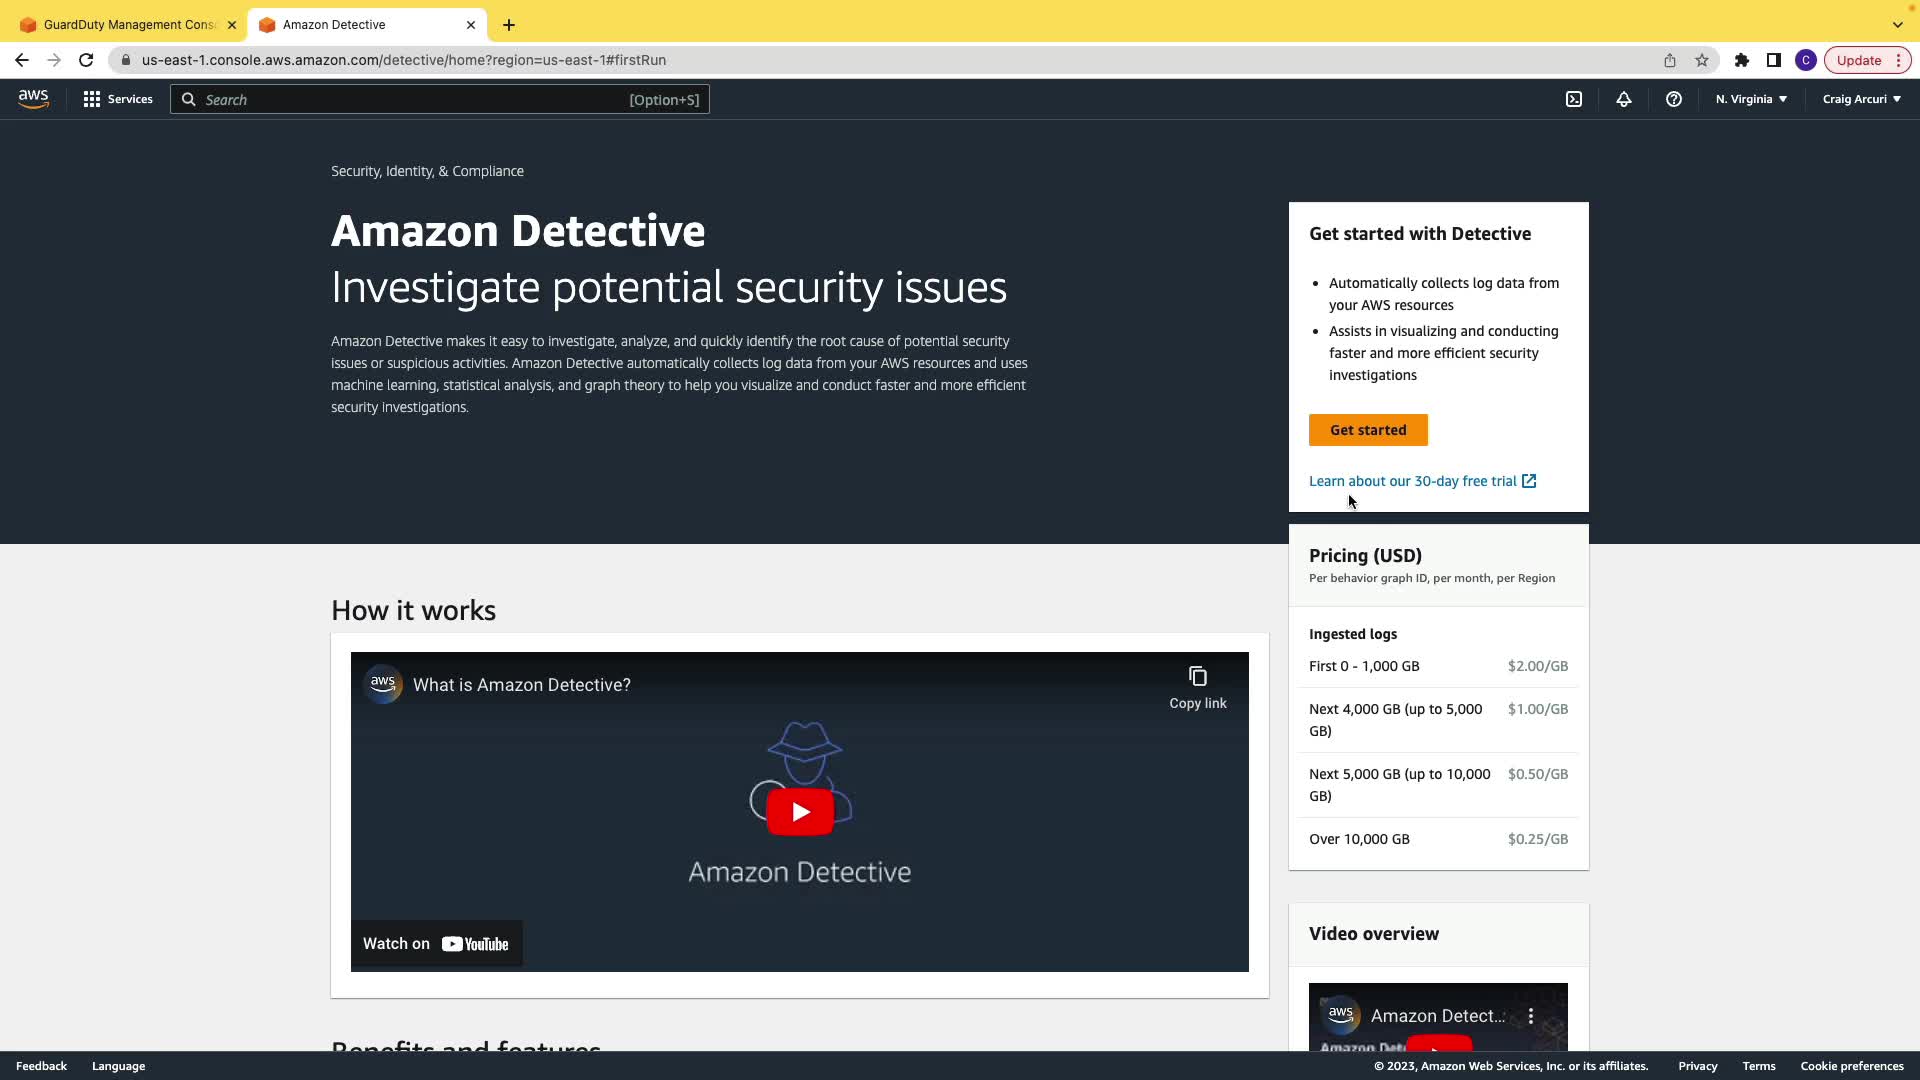 GuardDuty Management Conso
Amazon Detective
us-east-1.console.aws.amazon.com/detective/home?region=us-east-1#firstRun
C
Update
aws
Services
Search
[Option+S]
N. Virginia
Craig Arcuri
Security, Identity, & Compliance
Amazon Detective
Investigate potential security issues
Amazon Detective makes it easy to investigate, analyze, and quickly identify the root cause of potential security
issues or suspicious activities. Amazon Detective automatically collects log data from your AWS resources and uses
machine learning, statistical analysis, and graph theory to help you visualize and conduct faster and more efficient
security investigations.
Get started with Detective
Automatically collects log data from
your AWS resources
Assists in visualizing and conducting
faster and more efficient security
investigations
Get started
Learn about our 30-day free trial
Pricing (USD)
Per behavior graph ID, per month, per Region
Ingested logs
First 0 - 1,000 GB $2.00/GB
Next 4,000 GB (up to 5,000 $1.00/GB
GB)
Next 5,000 GB (up to 10,000 $0.50/GB
GB)
Over 10,000 GB $0.25/GB
How it works
aws
What is Amazon Detective?
Copy link
Amazon Detective
Watch on YouTube
Video overview
aws
Amazon Detect...
Amazon Dete
Benefits and features
Feedback
Language
© 2023, Amazon Web Services, Inc. or its affiliates.
Privacy
Terms
Cookie preferences